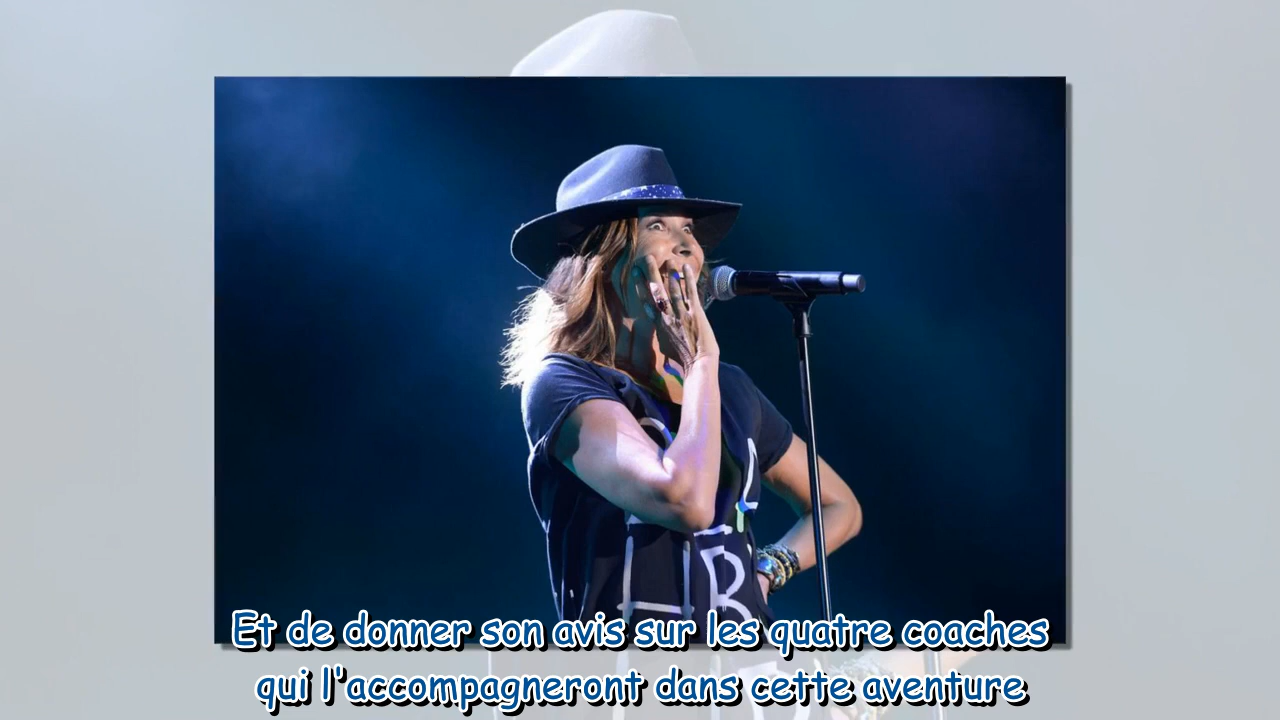 Et de donner son avis sur les quatre coaches
qui l'accompagneront dans cette aventure